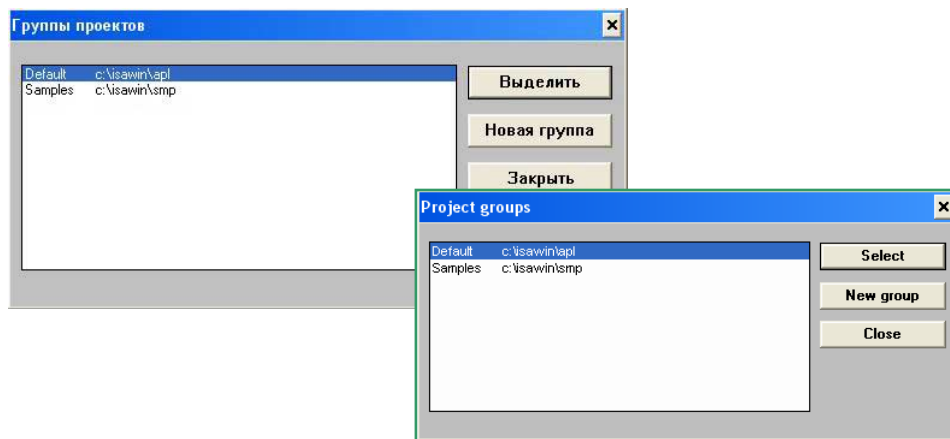 Группы проектов
Default c:\isawin\apl
Samples c:\isawin\smp
Выделить
Новая группа
Закрыть
Project groups
Default c:\isawin\apl
Samples c:\isawin\smp
Select
New group
Close